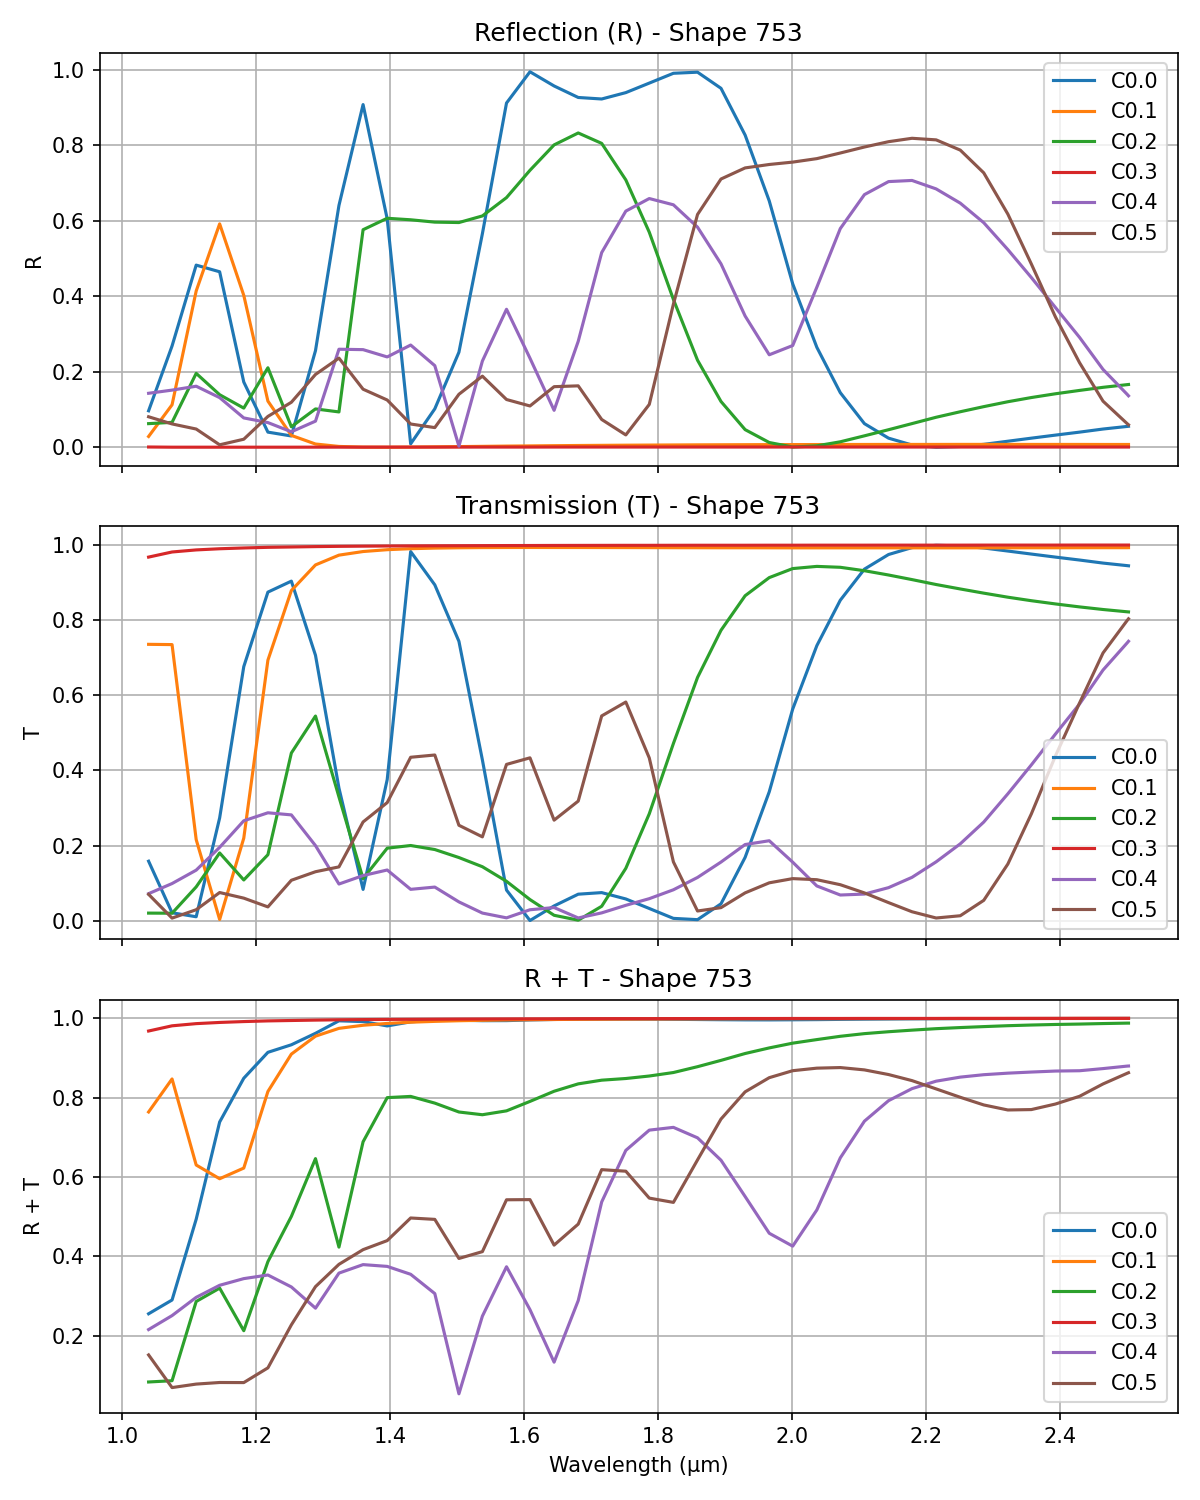 Reflection (R) - Shape 753
1.0
0.8
0.6
0.4
0.2
0.0
R
C0.0
C0.1
C0.2
C0.3
C0.4
C0.5
Transmission (T) - Shape 753
1.0
0.8
0.6
0.4
0.2
0.0
T
C0.0
C0.1
C0.2
C0.3
C0.4
C0.5
R + T - Shape 753
1.0
0.8
0.6
0.4
0.2
R + T
C0.0
C0.1
C0.2
C0.3
C0.4
C0.5
1.0 1.2 1.4 1.6 1.8 2.0 2.2 2.4
Wavelength (μm)